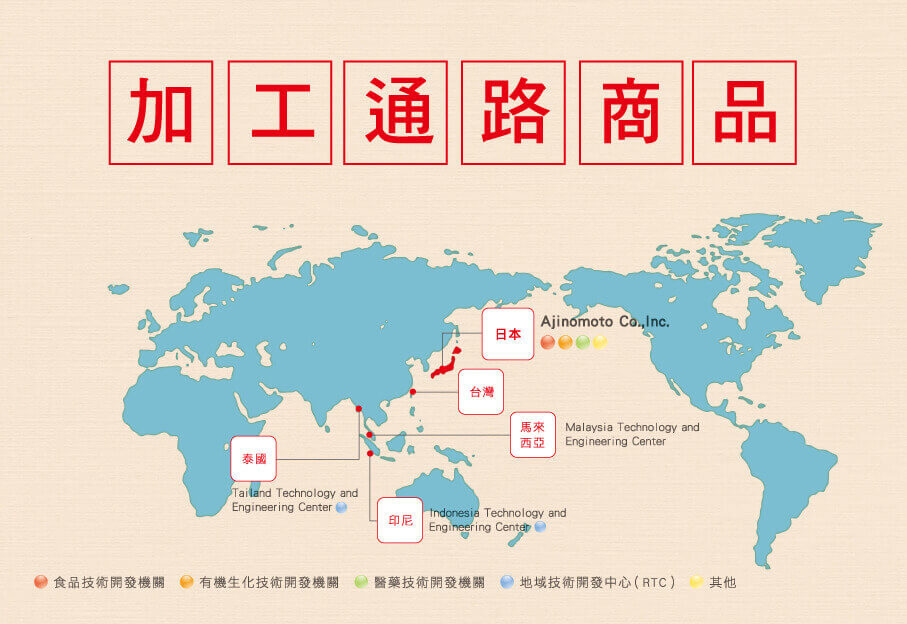 加工通路商品
日本
Ajinomoto Co.,Inc.
台灣
馬來
西亞
Malaysia Technology and
Engineering Center
泰國
Tailand Technology and
Engineering Center
印尼
Indonesia Technology and
Engineering Center
食品技術開發機關
有機生化技術開發機關
醫藥技術開發機關
地域技術開發中心(RTC)
其他